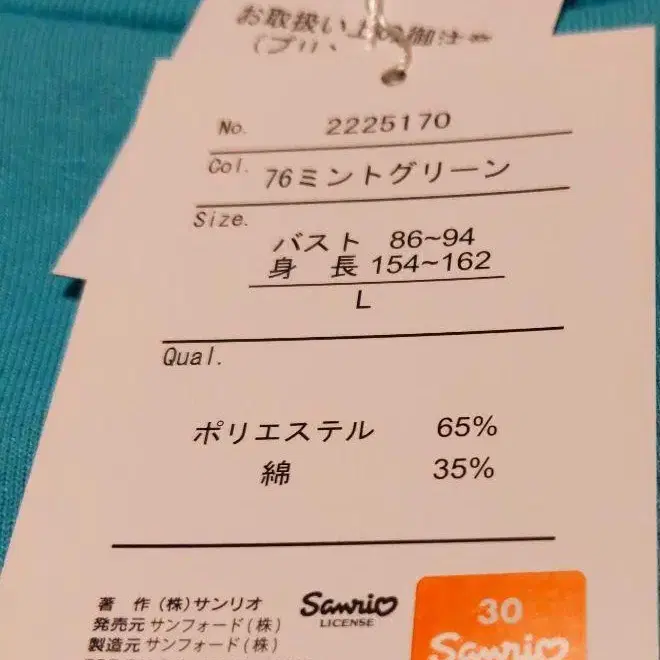 お取扱い上の御注意
(プリ
No. 2225170
Col. 76ミントグリーン
Size.
バスト 86~94
身 長 154~162
L
Qual.
ポリエステル 65%
綿 35%
著 作 (株)サンリオ
発売元 サンフォード(株)
製造元 サンフォード(株)
Sanrio
LICENSE
30
Sanrio